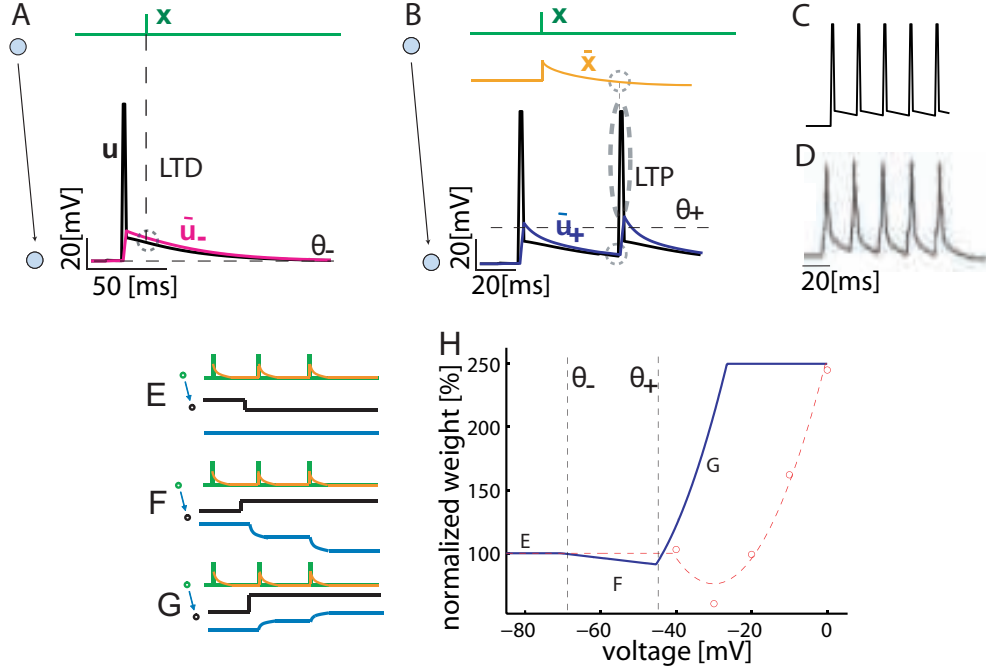 A
x
B
x
x̄
C
u
LTD
ū₋
θ₋
20[mV]
50 [ms]
LTP
θ₊
ū₊
20[mV]
20[ms]
D
20[ms]
E
F
G
H
normalized weight [%]
250
200
150
100
θ₋
θ₊
G
E
F
−80
−60
−40
−20
0
voltage [mV]